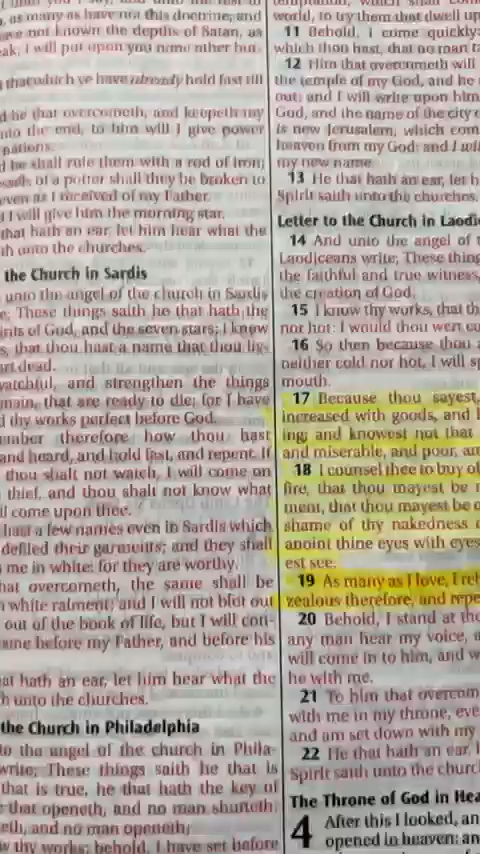 as many as have not this doctrine, and
have not known the depths of Satan, as
I will put upon you none other bur-
that which ye have already hold fast till
he that overcometh, and keepeth my
unto the end, to him will I give power
nations:
he shall rule them with a rod of iron;
of a potter shall they be broken to
even as I received of my Father.
I will give him the morning star.
that hath an ear, let him hear what the
unto the churches.
the Church in Sardis
unto the angel of the church in Sardis
These things saith he that hath the
of God, and the seven stars; I know
that thou hast a name that thou liv-
art dead.
watchful, and strengthen the things
main, that are ready to die: for I have
d thy works perfect before God.
ember therefore how thou hast
and heard, and hold fast, and repent. If
thou shalt not watch, I will come on
thief, and thou shalt not know what
ill come upon thee.
hast a few names even in Sardis which
defiled their garments; and they shall
me in white: for they are worthy.
hat overcometh, the same shall be
white raiment; and I will not blot out
out of the book of life, but I will con-
ame before my Father, and before his
at hath an ear, let him hear what the
h unto the churches.
the Church in Philadelphia
to the angel of the church in Phila-
write; These things saith he that is
that is true, he that hath the key of
that openeth, and no man shutteth;
eth, and no man openeth;
w thy works: behold, I have set before
world, to try them that dwell up
11 Behold, I come quickly:
which thou hast, that no man ta
12 Him that overcometh will
the temple of my God, and he
out: and I will write upon him
God, and the name of the city o
is new Jerusalem, which com
heaven from my God: and I wil
my new name.
13 He that hath an ear, let h
Spirit saith unto the churches.
Letter to the Church in Laodic
14 And unto the angel of t
Laodiceans write; These thing
the faithful and true witness,
the creation of God.
15 I know thy works, that th
nor hot: I would thou wert co
16 So then because thou a
neither cold nor hot, I will sp
mouth.
17 Because thou sayest,
increased with goods, and h
ing; and knowest not that
and miserable, and poor, an
18 I counsel thee to buy of
fire, that thou mayest be r
ment, that thou mayest be c
shame of thy nakedness d
anoint thine eyes with eyes
est see.
19 As many as I love, I reb
zealous therefore, and repe
20 Behold, I stand at the
any man hear my voice, a
will come in to him, and w
he with me.
21 To him that overcom
with me in my throne, eve
and am set down with my
22 He that hath an ear, l
Spirit saith unto the church
The Throne of God in Hea
4 After this I looked, an
opened in heaven: an